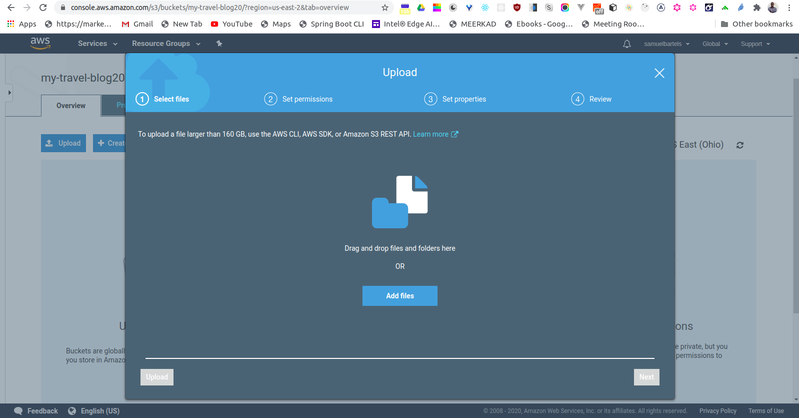 console.aws.amazon.com/s3/buckets/my-travel-blog20/?region=us-east-2&tab=overview
Apps https://marke... Gmail New Tab YouTube Maps Spring Boot CLI Intel® Edge AI... MEERKAD Ebooks - Goog... Meeting Roo... Other bookmarks
aws Services Resource Groups samuelbartels Global Support
my-travel-blog20
Upload
1 Select files 2 Set permissions 3 Set properties 4 Review
Overview
To upload a file larger than 160 GB, use the AWS CLI, AWS SDK, or Amazon S3 REST API. Learn more
Upload + Creat
S East (Ohio)
Drag and drop files and folders here
OR
Add files
U
ons
Buckets are globall
e private, but you
you store in Amazo
permissions to
Upload Next
Feedback English (US) © 2008 - 2020, Amazon Web Services, Inc. or its affiliates. All rights reserved. Privacy Policy Terms of Use